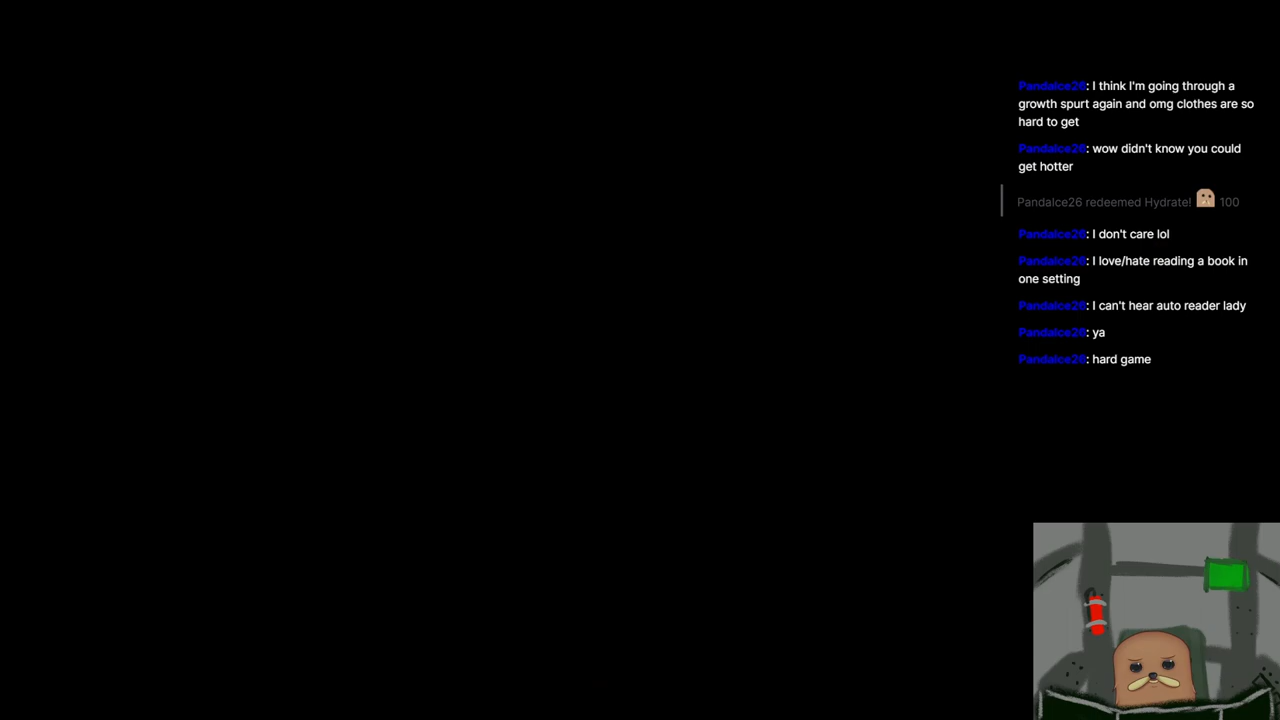 PandaIce26: I think I'm going through a
growth spurt again and omg clothes are so
hard to get
PandaIce26: wow didn't know you could
get hotter
PandaIce26 redeemed Hydrate! 100
PandaIce26: I don't care lol
PandaIce26: I love/hate reading a book in
one setting
PandaIce26: I can't hear auto reader lady
PandaIce26: ya
PandaIce26: hard game